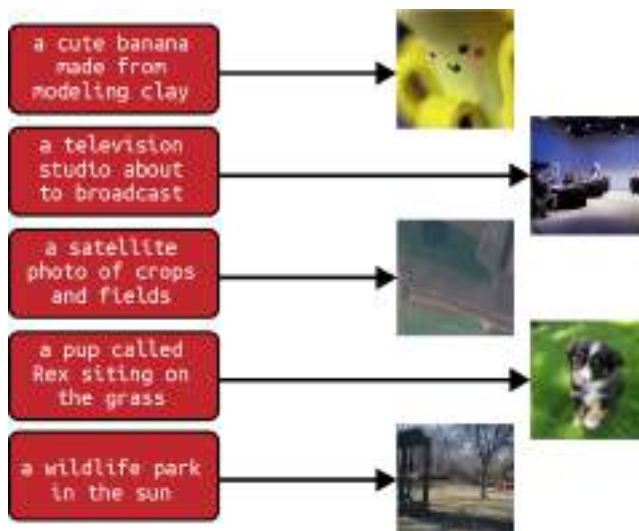 a cute banana
made from
modeling clay
a television
studio about
to broadcast
a satellite
photo of crops
and fields
a pup called
Rex siting on
the grass
a wildlife park
in the sun